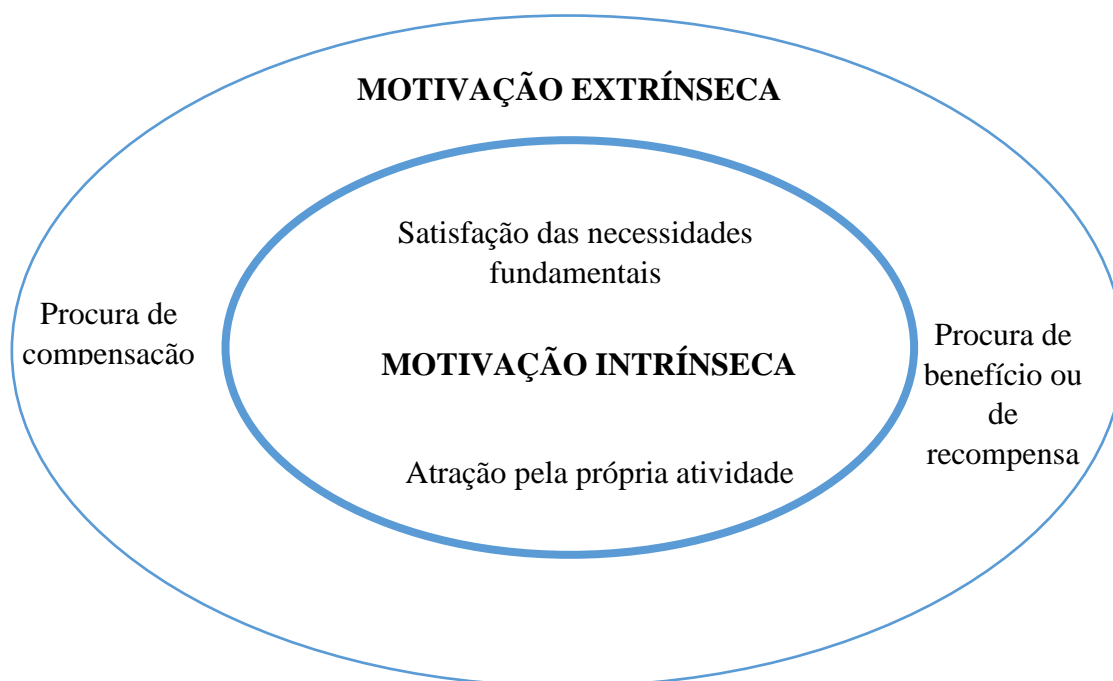 MOTIVAÇÃO EXTRÍNSECA
Satisfação das necessidades
fundamentais
Procura de
compensação
MOTIVAÇÃO INTRÍNSECA
Procura de
benefício ou
de
recompensa
Atração pela própria atividade